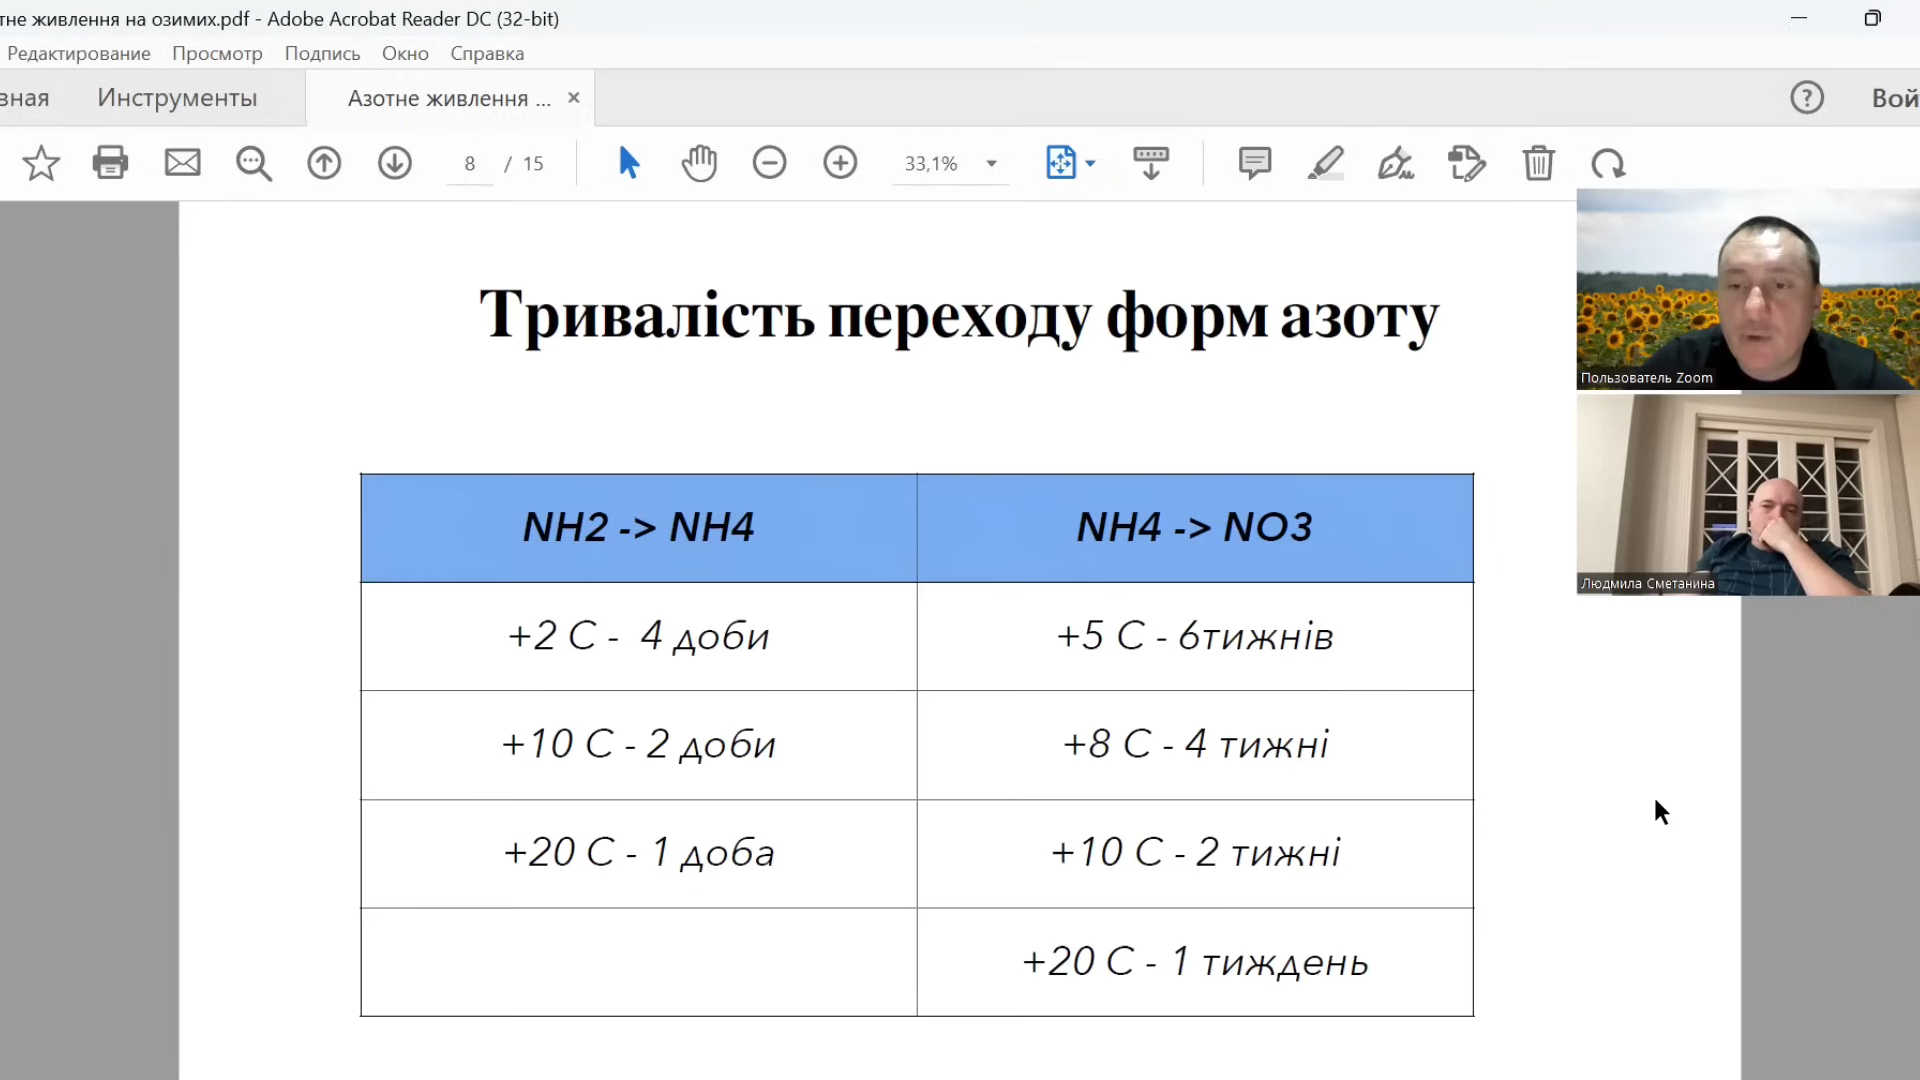 тне живлення на озимих.pdf - Adobe Acrobat Reader DC (32-bit)
Редактирование Просмотр Подпись Окно Справка
вная Инструменты Азотне живлення ... Вой
8 / 15 33,1%
Тривалість переходу форм азоту
NH2 -> NH4 NH4 -> NO3
+2 C - 4 доби +5 C - 6тижнів
+10 C - 2 доби +8 C - 4 тижні
+20 C - 1 доба +10 C - 2 тижні
+20 C - 1 тиждень
Пользователь Zoom
Людмила Сметанина